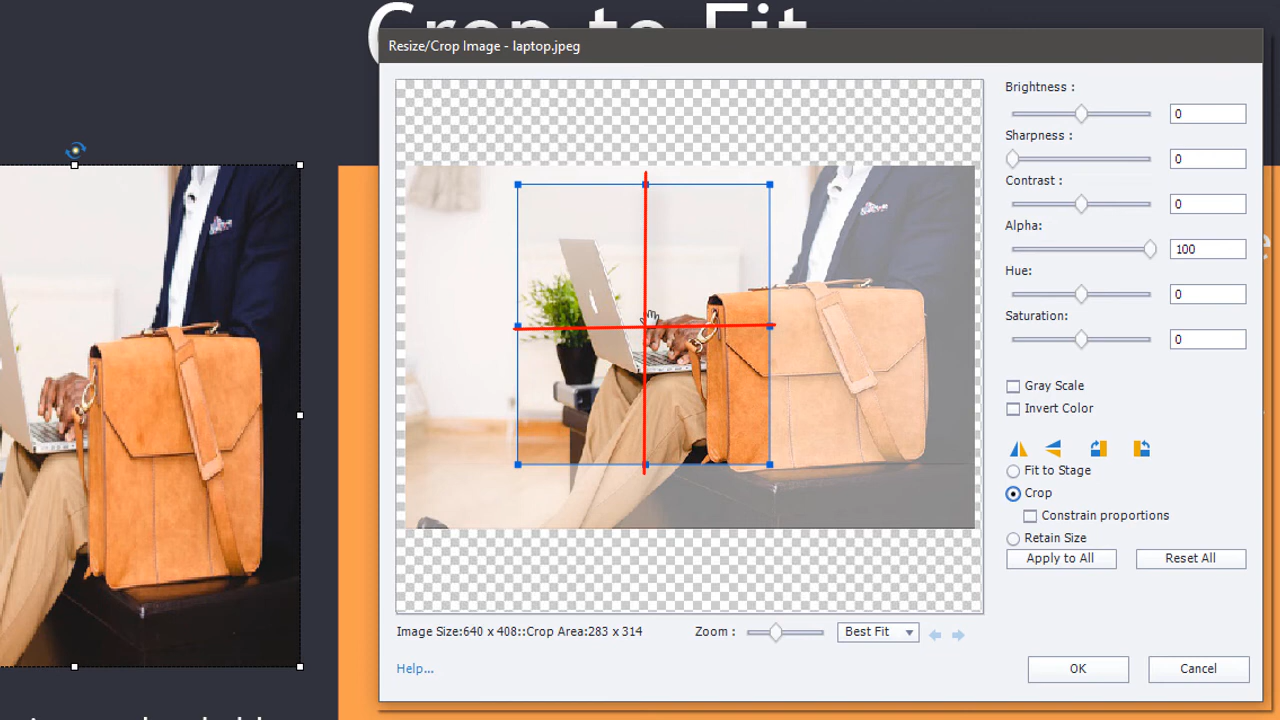 Crop to Fit
Resize/Crop Image - laptop.jpeg
Brightness :
0
Sharpness :
0
Contrast :
0
Alpha:
100
Hue:
0
Saturation:
0
Gray Scale
Invert Color
Fit to Stage
Crop
Constrain proportions
Retain Size
Apply to All
Reset All
Image Size:640 x 408::Crop Area:283 x 314
Zoom :
Best Fit
Help...
OK
Cancel